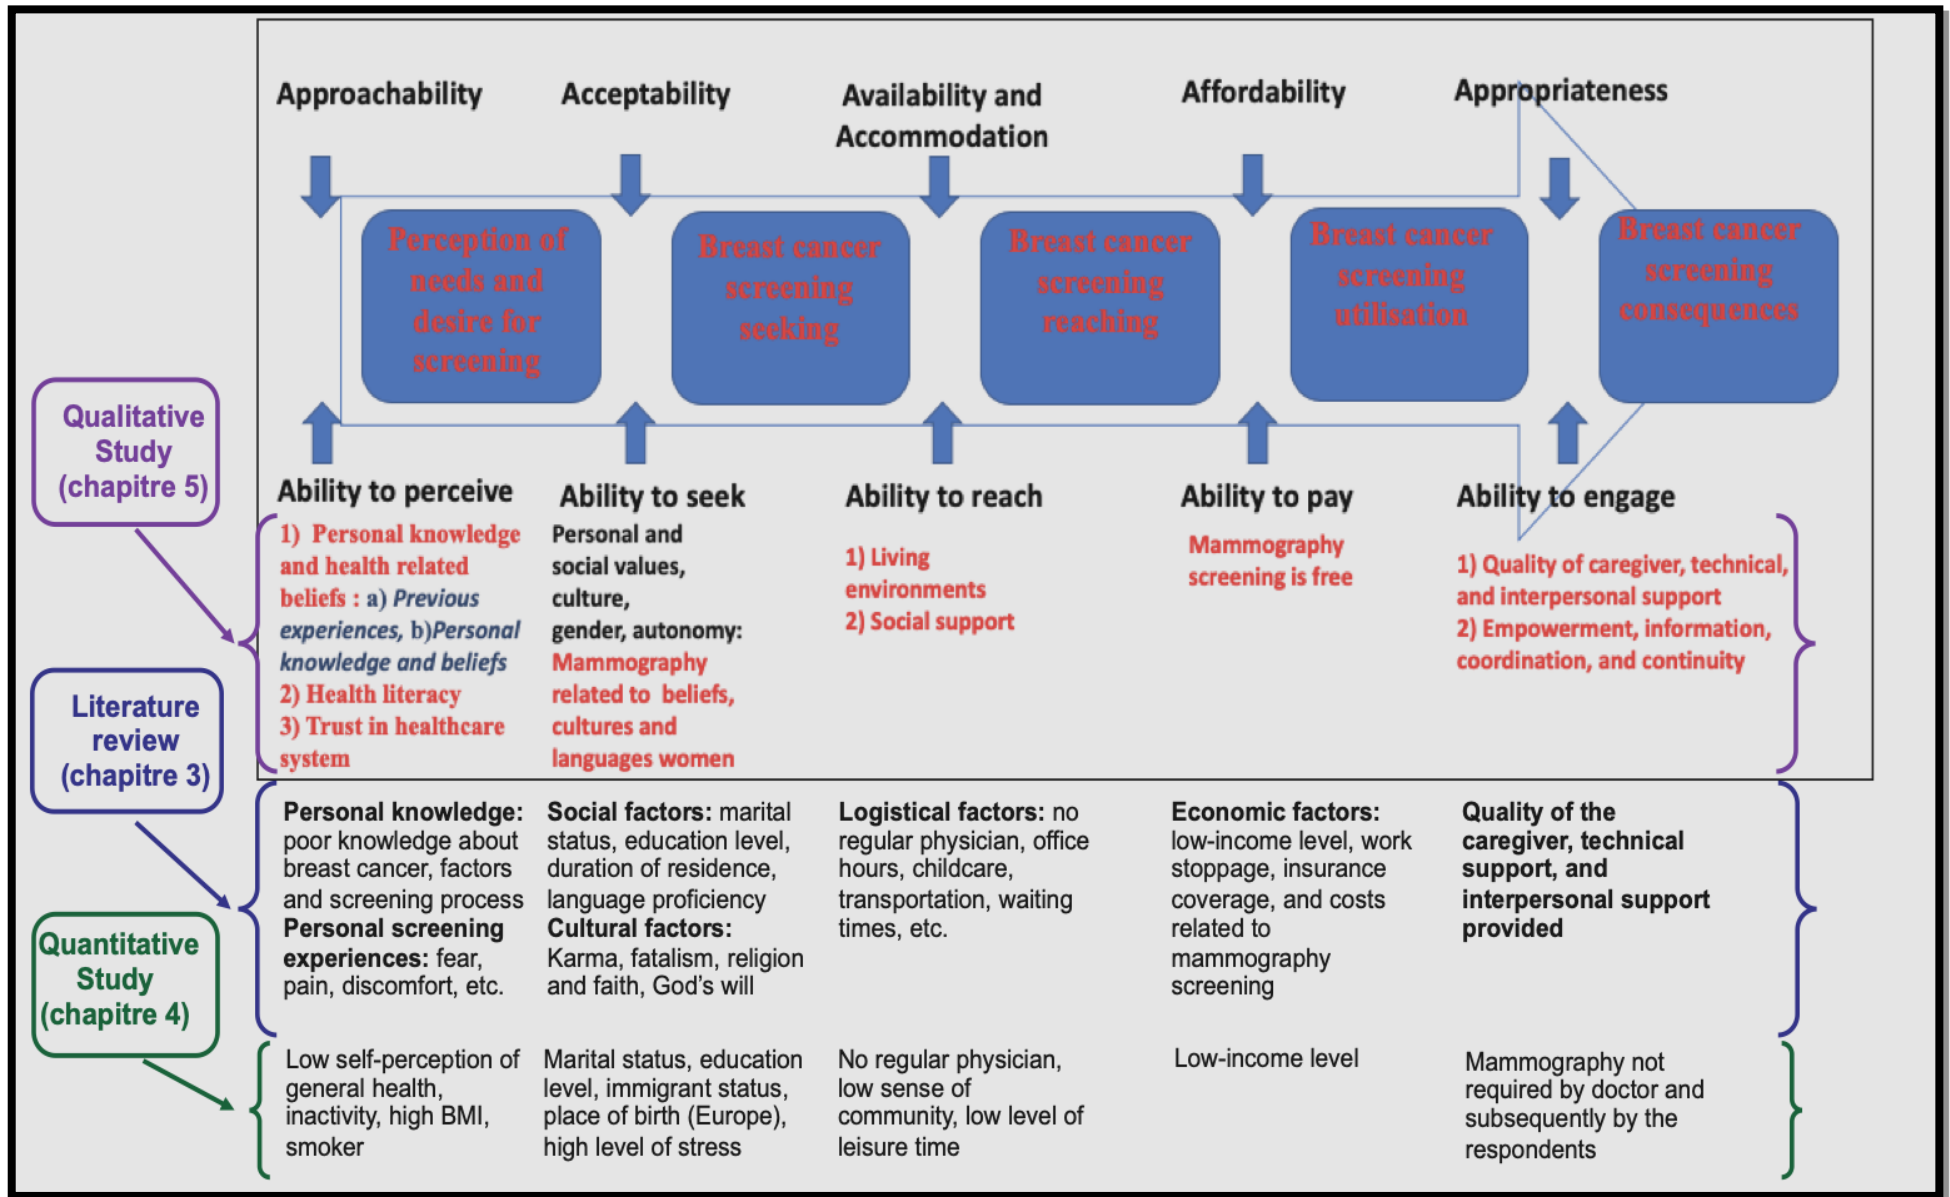 Approachability
Acceptability
Availability and
Accommodation
Affordability
Appropriateness
Perception of
needs and
desire for
screening
Breast cancer
screening
seeking
Breast cancer
screening
reaching
Breast cancer
screening
utilisation
Breast cancer
screening
consequences
Qualitative
Study
(chapitre 5)
Ability to perceive
1) Personal knowledge
and health related
beliefs : a) Previous
experiences, b)Personal
knowledge and beliefs
2) Health literacy
3) Trust in healthcare
system
Ability to seek
Personal and
social values,
culture,
gender, autonomy:
Mammography
related to beliefs,
cultures and
languages women
Ability to reach
1) Living
environments
2) Social support
Ability to pay
Mammography
screening is free
Ability to engage
1) Quality of caregiver, technical,
and interpersonal support
2) Empowerment, information,
coordination, and continuity
Literature
review
(chapitre 3)
Personal knowledge:
poor knowledge about
breast cancer, factors
and screening process
Personal screening
experiences: fear,
pain, discomfort, etc.
Social factors: marital
status, education level,
duration of residence,
language proficiency
Cultural factors:
Karma, fatalism, religion
and faith, God's will
Logistical factors: no
regular physician, office
hours, childcare,
transportation, waiting
times, etc.
Economic factors:
low-income level, work
stoppage, insurance
coverage, and costs
related to
mammography
screening
Quality of the
caregiver, technical
support, and
interpersonal support
provided
Quantitative
Study
(chapitre 4)
Low self-perception of
general health,
inactivity, high BMI,
smoker
Marital status, education
level, immigrant status,
place of birth (Europe),
high level of stress
No regular physician,
low sense of
community, low level of
leisure time
Low-income level
Mammography not
required by doctor and
subsequently by the
respondents